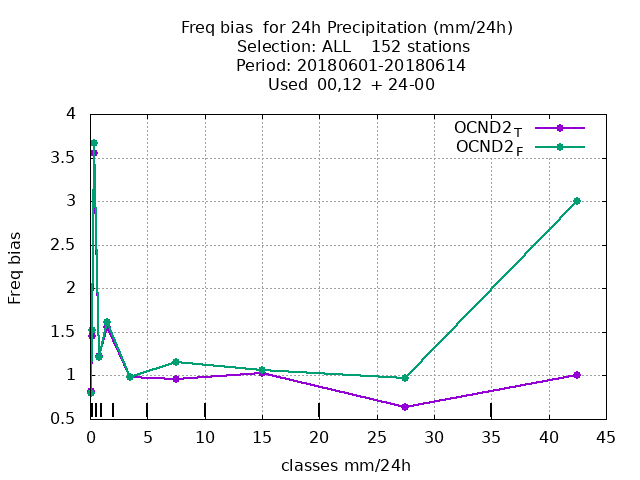 Freq bias  for 24h Precipitation (mm/24h)
Selection: ALL    152 stations
Period: 20180601-20180614
Used  00,12  + 24-00
OCND2_T
OCND2_F
4
3.5
3
2.5
2
1.5
1
0.5
Freq bias
0 5 10 15 20 25 30 35 40 45
classes mm/24h